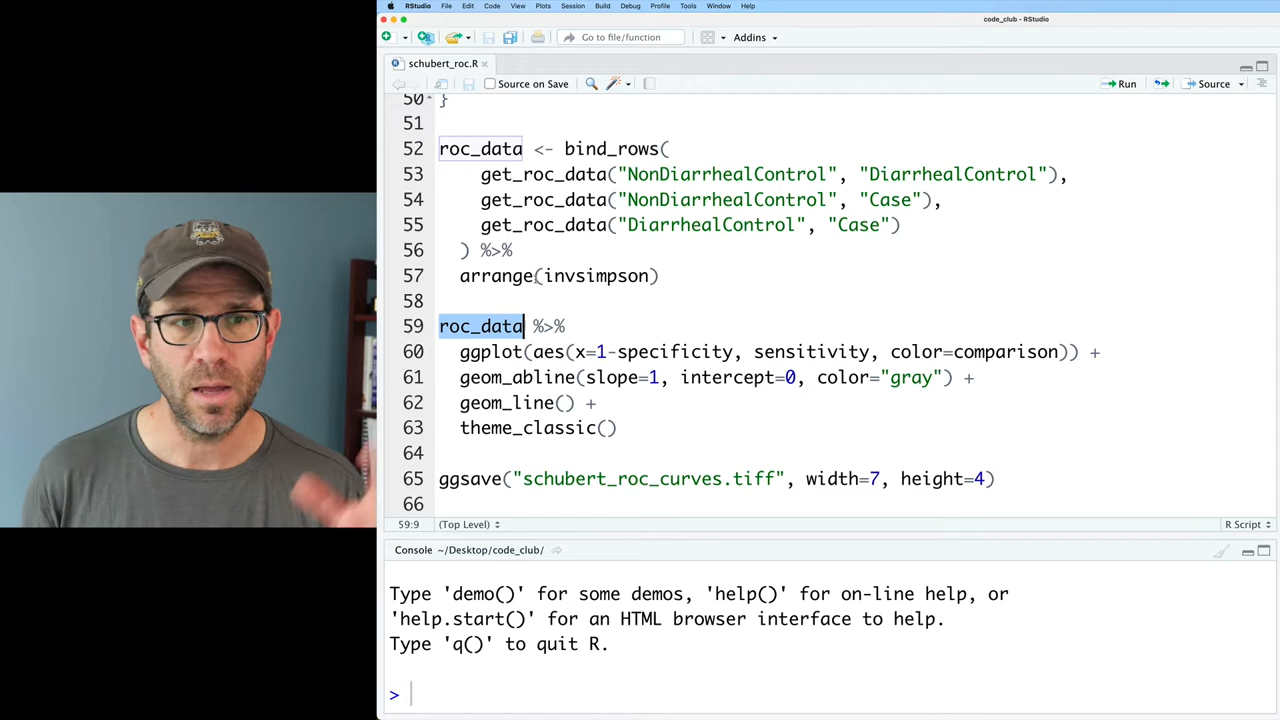 RStudio File Edit Code View Plots Session Build Debug Profile Tools Window Help
code_club - RStudio
Go to file/function Addins
schubert_roc.R
Source on Save Run Source
50 }
51
52 roc_data <- bind_rows(
53 get_roc_data("NonDiarrhealControl", "DiarrhealControl"),
54 get_roc_data("NonDiarrhealControl", "Case"),
55 get_roc_data("DiarrhealControl", "Case")
56 ) %>%
57 arrange(invsimpson)
58
59 roc_data %>%
60 ggplot(aes(x=1-specificity, sensitivity, color=comparison)) +
61 geom_abline(slope=1, intercept=0, color="gray") +
62 geom_line() +
63 theme_classic()
64
65 ggsave("schubert_roc_curves.tiff", width=7, height=4)
66
59:9 (Top Level) R Script
Console ~/Desktop/code_club/
Type 'demo()' for some demos, 'help()' for on-line help, or
'help.start()' for an HTML browser interface to help.
Type 'q()' to quit R.
>